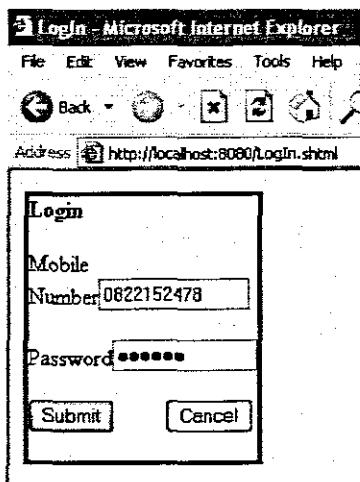 LogIn - Microsoft Internet Explorer
File Edit View Favorites Tools Help
Back
Address http://localhost:8080/LogIn.shtml
Login
Mobile
Number 0822152478
Password ●●●●●●
Submit Cancel